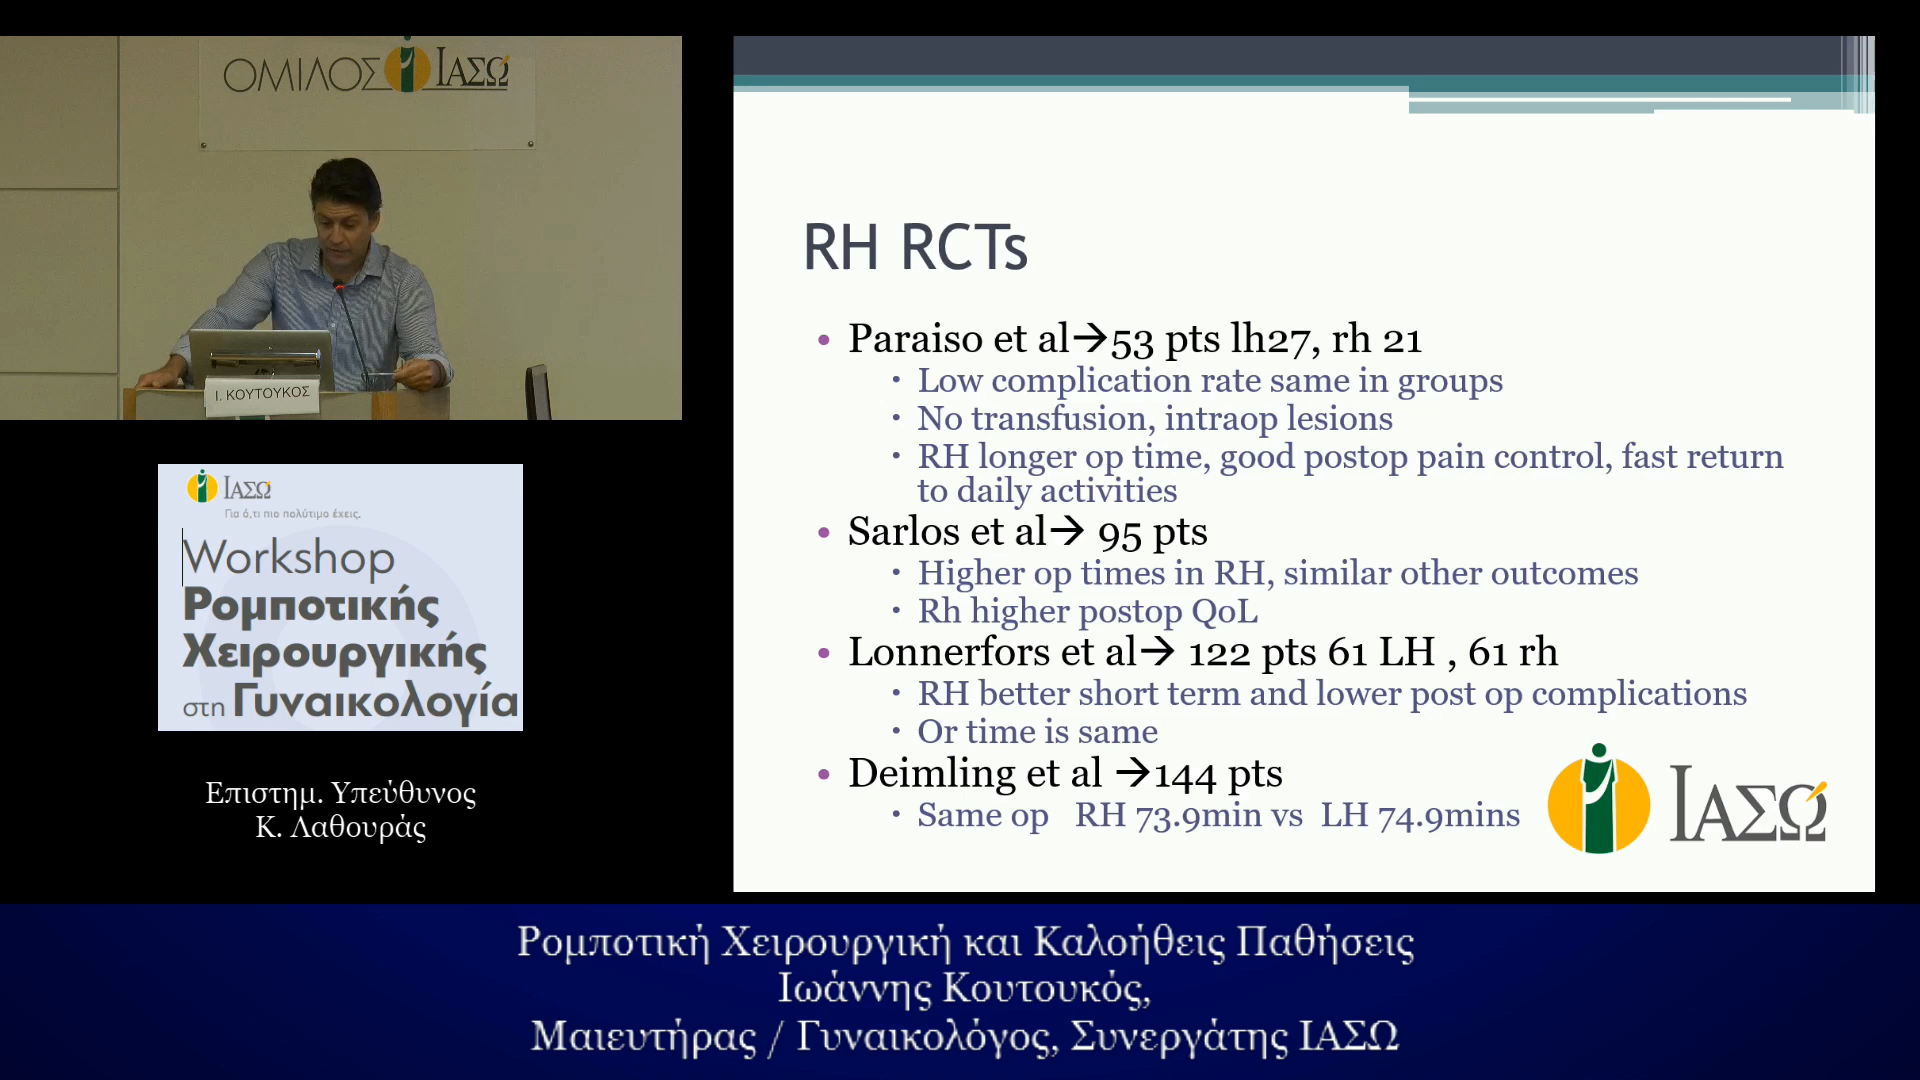 ΟΜΙΛΟΣ ΙΑΣΩ
Ι. ΚΟΥΤΟΥΚΟΣ
ΙΑΣΩ
Για ό,τι πιο πολύτιμο έχεις.
Workshop
Ρομποτικής
Χειρουργικής
στη Γυναικολογία
Επιστημ. Υπεύθυνος
Κ. Λαθουράς
RH RCTs
• Paraiso et al→53 pts lh27, rh 21
▪ Low complication rate same in groups
▪ No transfusion, intraop lesions
▪ RH longer op time, good postop pain control, fast return
to daily activities
• Sarlos et al→ 95 pts
▪ Higher op times in RH, similar other outcomes
▪ Rh higher postop QoL
• Lonnerfors et al→ 122 pts 61 LH , 61 rh
▪ RH better short term and lower post op complications
▪ Or time is same
• Deimling et al →144 pts
▪ Same op RH 73.9min vs LH 74.9mins
ΙΑΣΩ
Ρομποτική Χειρουργική και Καλοήθεις Παθήσεις
Ιωάννης Κουτουκός,
Μαιευτήρας / Γυναικολόγος, Συνεργάτης ΙΑΣΩ